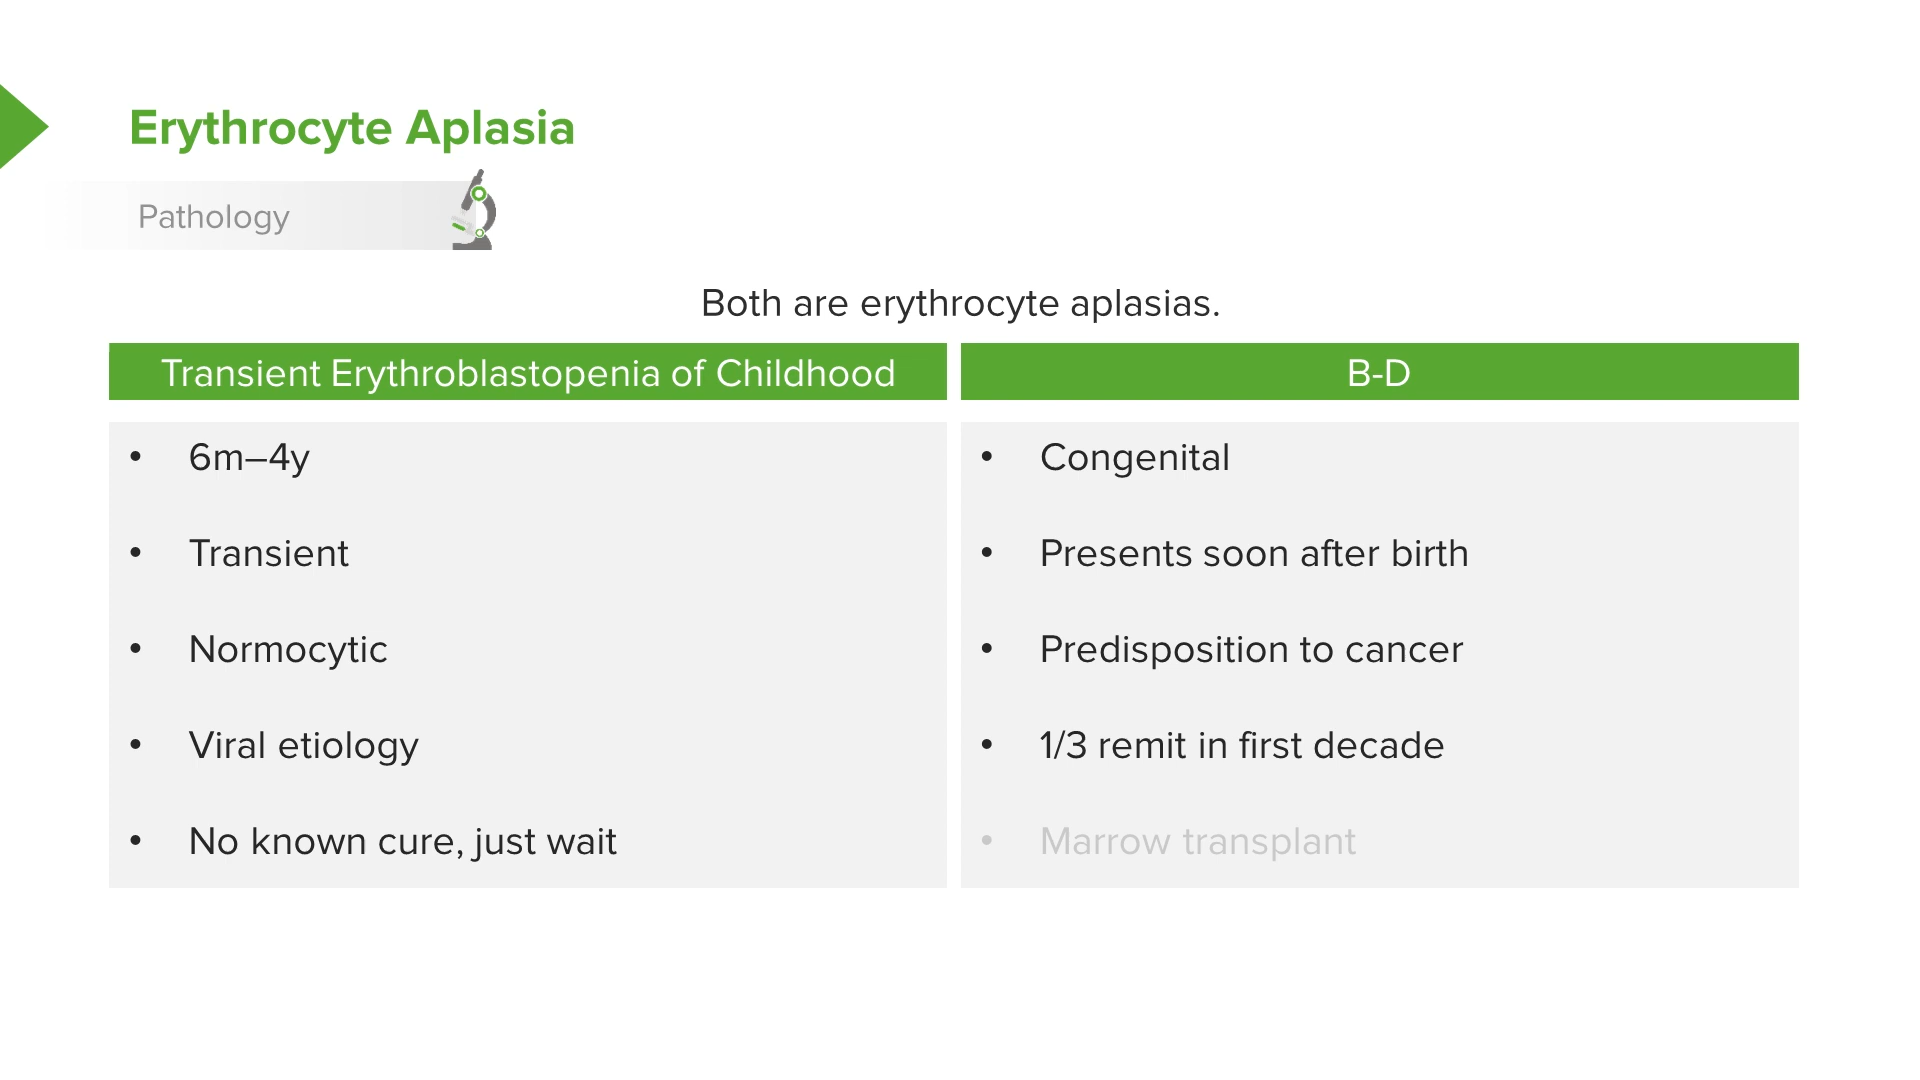 Erythrocyte Aplasia
Pathology
Both are erythrocyte aplasias.
Transient Erythroblastopenia of Childhood
• 6m–4y
• Transient
• Normocytic
• Viral etiology
• No known cure, just wait
B-D
• Congenital
• Presents soon after birth
• Predisposition to cancer
• 1/3 remit in first decade
• Marrow transplant